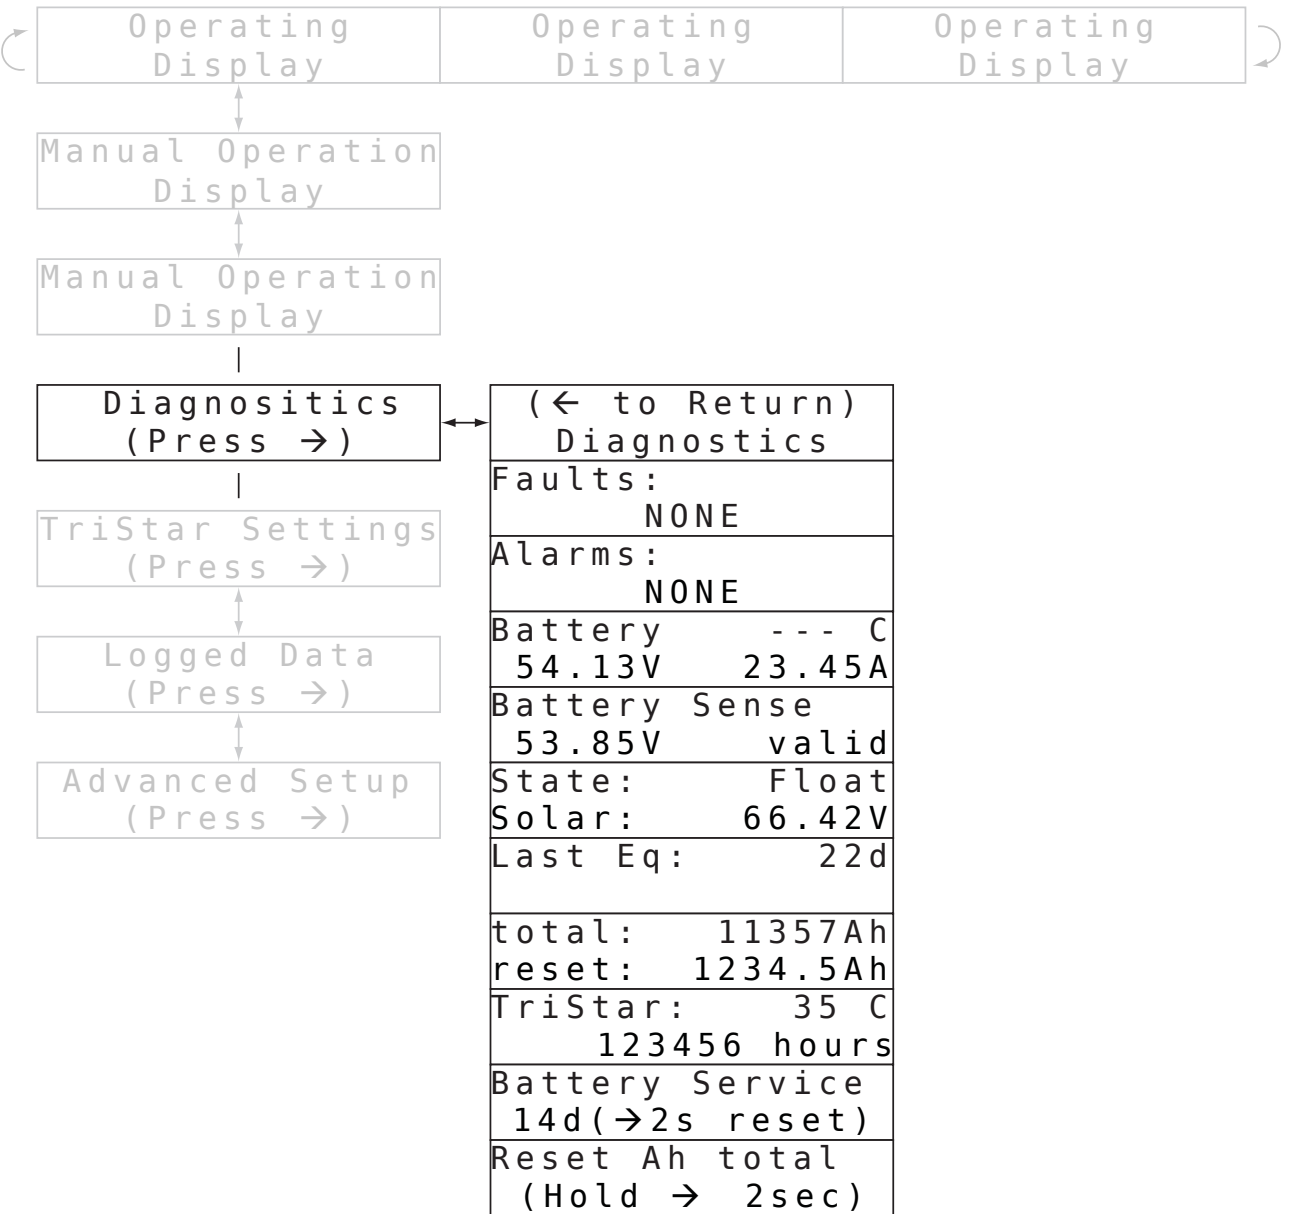 Operating
Display
Operating
Display
Operating
Display
Manual Operation
Display
Manual Operation
Display
Diagnositics
(Press →)
TriStar Settings
(Press →)
Logged Data
(Press →)
Advanced Setup
(Press →)
(← to Return)
Diagnostics
Faults:
NONE
Alarms:
NONE
Battery --- C
54.13V 23.45A
Battery Sense
53.85V valid
State: Float
Solar: 66.42V
Last Eq: 22d
total: 11357Ah
reset: 1234.5Ah
TriStar: 35 C
123456 hours
Battery Service
14d(→2s reset)
Reset Ah total
(Hold → 2sec)